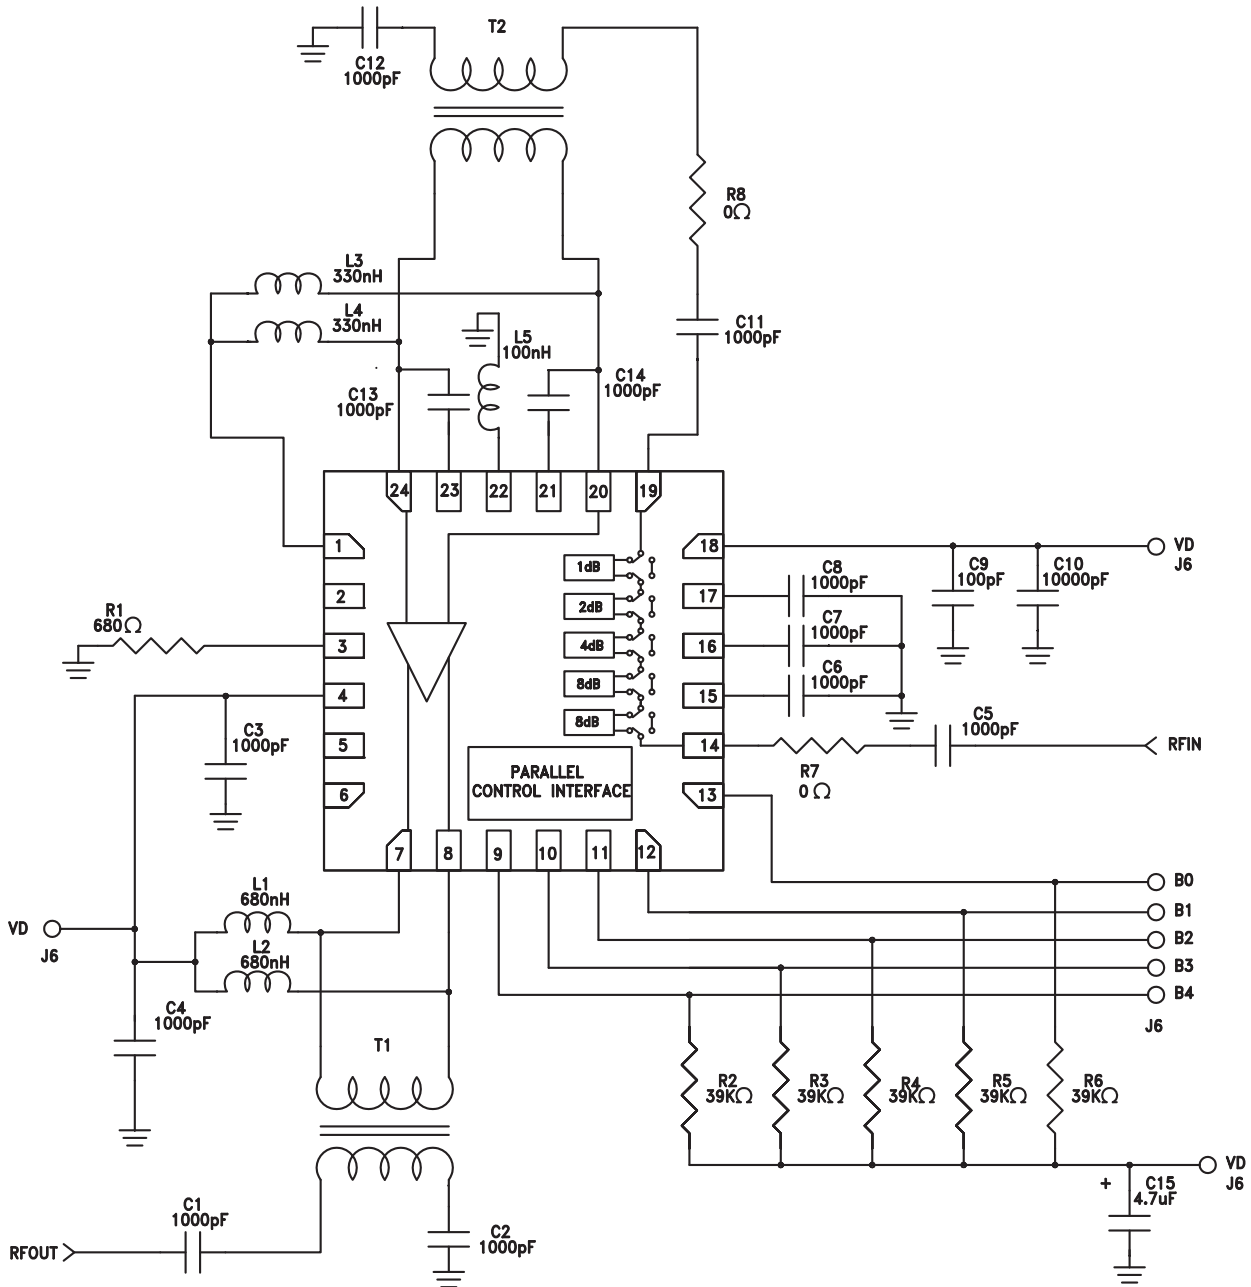 T2
C12
1000pF
R8
0Ω
L3
330nH
L4
330nH
C11
1000pF
L5
100nH
C13
1000pF
C14
1000pF
24
23
22
21
20
19
1
18
VD
J6
1dB
C8
1000pF
C9
100pF
C10
10000pF
2
2dB
17
R1
680Ω
C7
1000pF
3
4dB
16
C6
1000pF
4
8dB
15
C3
1000pF
5
8dB
14
C5
1000pF
RFIN
R7
0 Ω
PARALLEL
CONTROL INTERFACE
6
13
7
8
9
10
11
12
B0
L1
680nH
B1
VD
J6
B2
L2
680nH
B3
B4
C4
1000pF
J6
T1
R2
39KΩ
R3
39KΩ
R4
39KΩ
R5
39KΩ
R6
39KΩ
VD
J6
+
C15
4.7uF
C1
1000pF
C2
1000pF
RFOUT